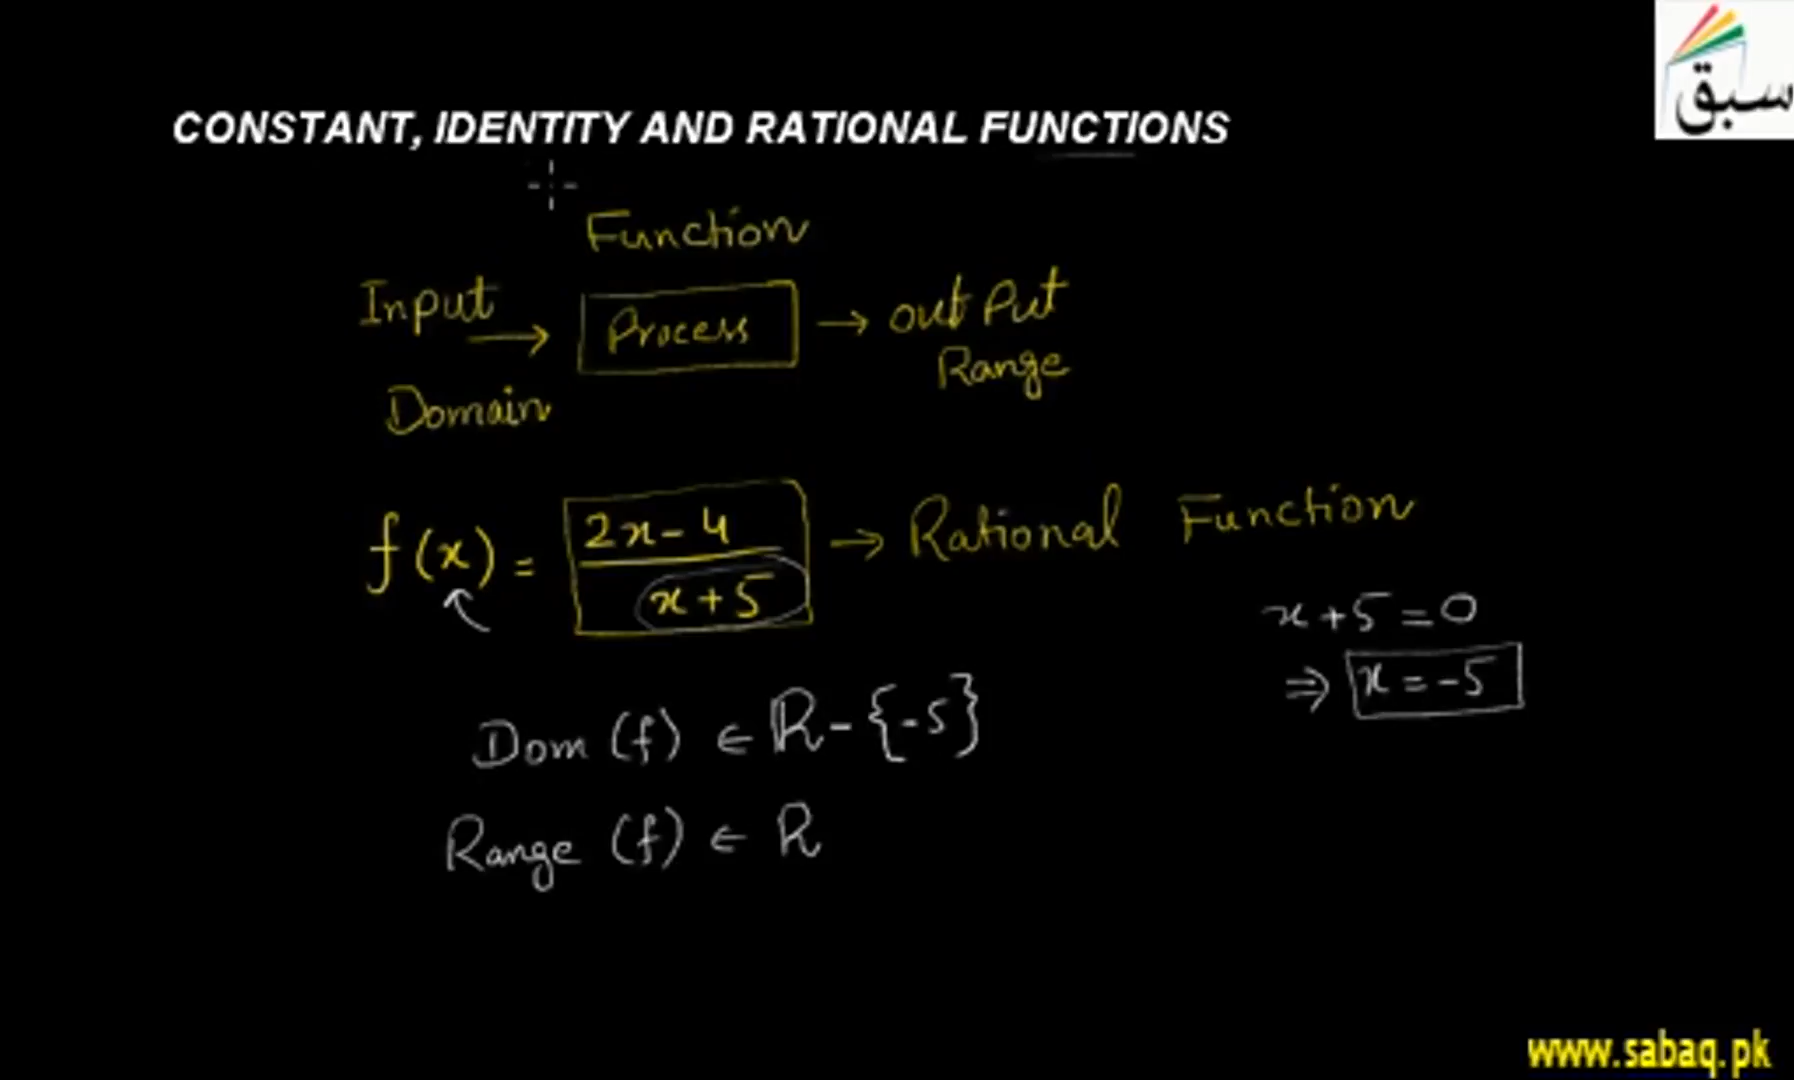 سبق
CONSTANT, IDENTITY AND RATIONAL FUNCTIONS
Function
Input → Process → out Put
Domain
Range
f(x) = (2x-4)/(x+5) → Rational Function
x+5=0
⇒ x=-5
Dom (f) ∈ R-{-5}
Range (f) ∈ R
www.sabaq.pk